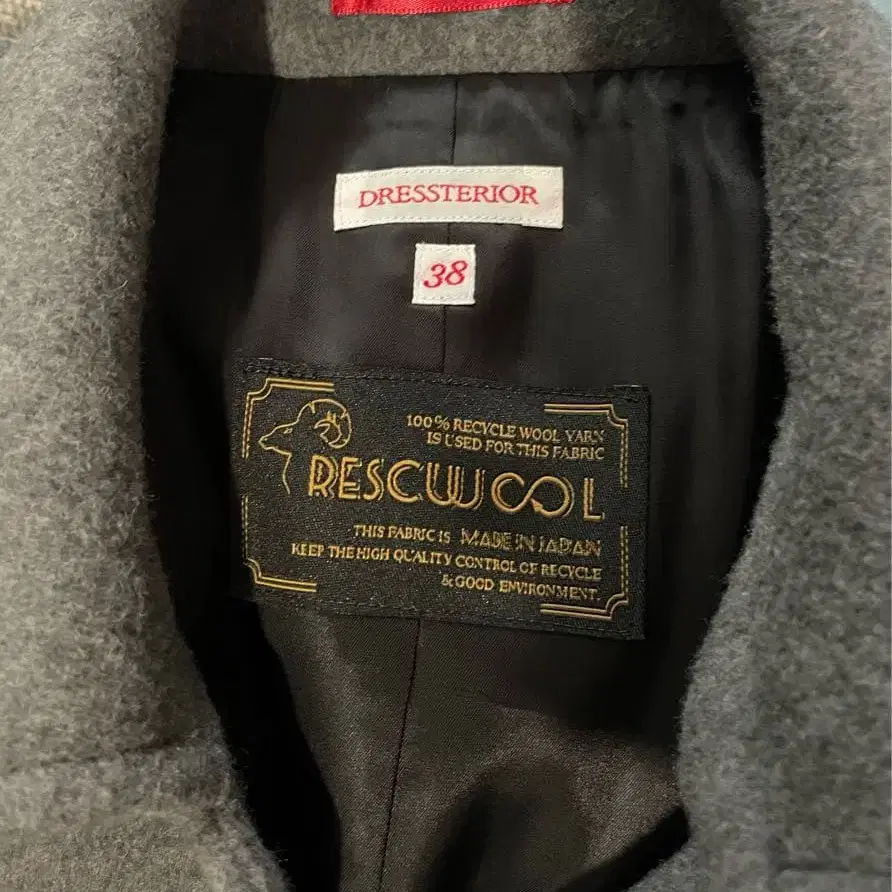 DRESSTERIOR
38
100% RECYCLE WOOL YARN
IS USED FOR THIS FABRIC
RESCWOOL
THIS FABRIC IS MADE IN JAPAN
KEEP THE HIGH QUALITY CONTROL OF RECYCLE
& GOOD ENVIRONMENT.